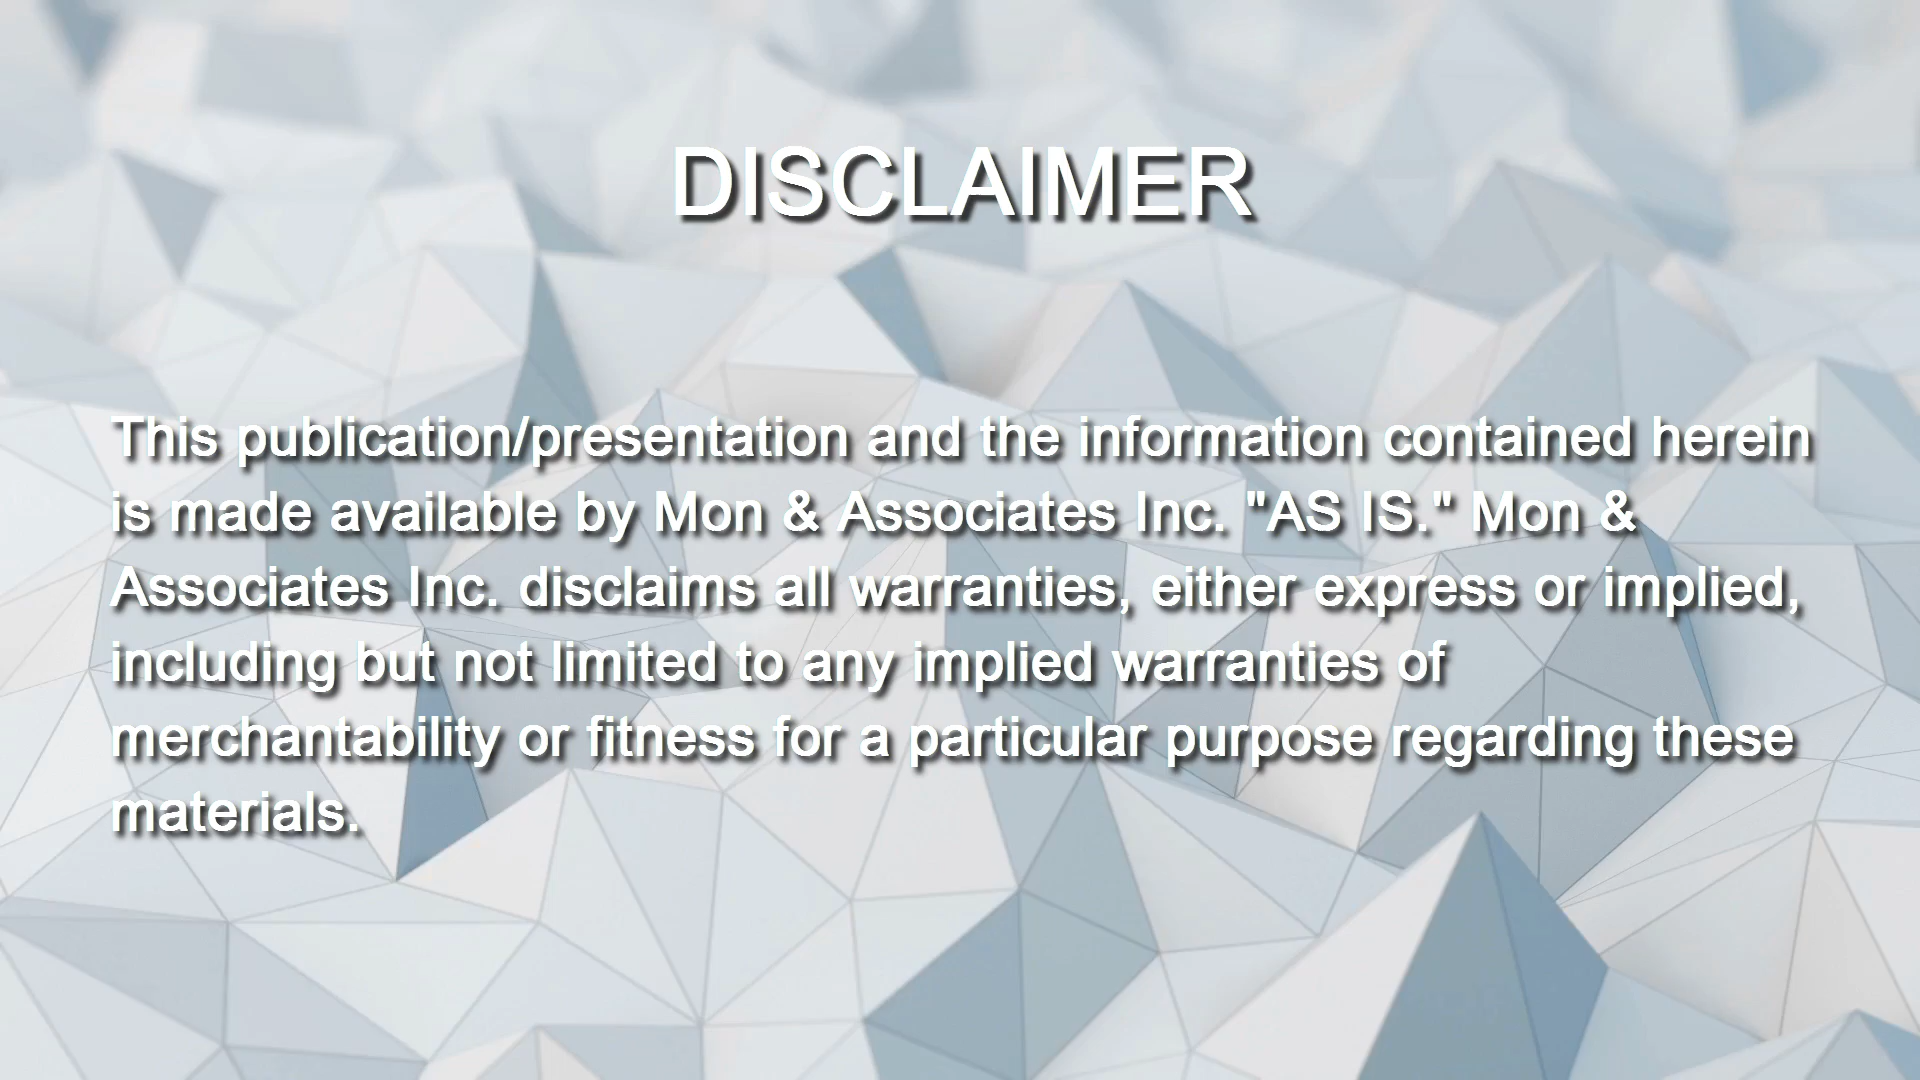 DISCLAIMER
This publication/presentation and the information contained herein
is made available by Mon & Associates Inc. "AS IS." Mon &
Associates Inc. disclaims all warranties, either express or implied,
including but not limited to any implied warranties of
merchantability or fitness for a particular purpose regarding these
materials.